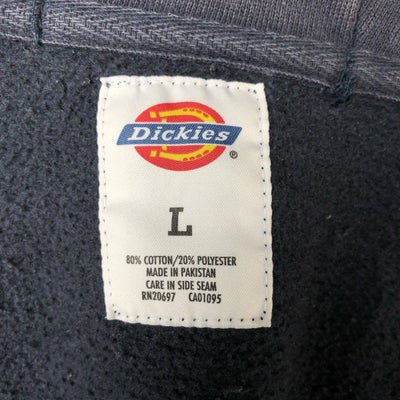 Dickies
®
L
80% COTTON/20% POLYESTER
MADE IN PAKISTAN
CARE IN SIDE SEAM
RN20697 CA01095